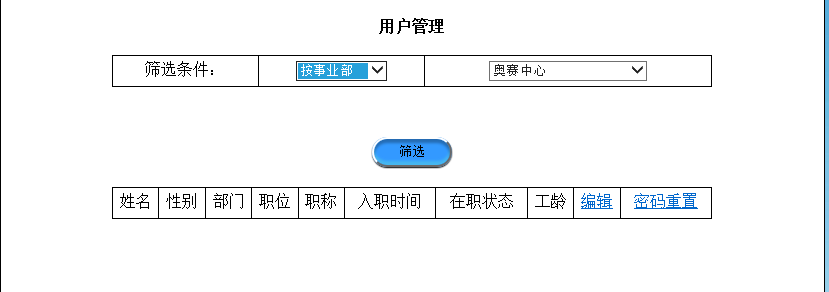 用户管理
筛选条件： 按事业部 奥赛中心
筛选
姓名 性别 部门 职位 职称 入职时间 在职状态 工龄 编辑 密码重置